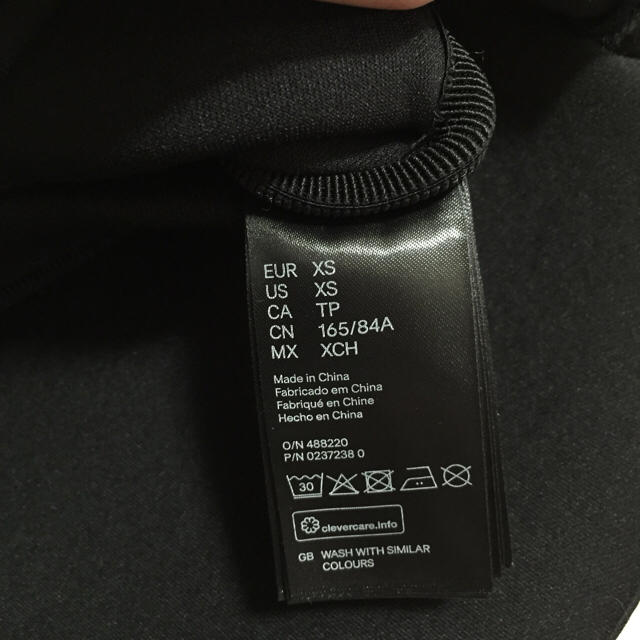 EUR XS
US XS
CA TP
CN 165/84A
MX XCH
Made in China
Fabricado em China
Fabriqué en Chine
Hecho en China
O/N 488220
P/N 0237238 0
30
clevercare.info
GB WASH WITH SIMILAR
COLOURS